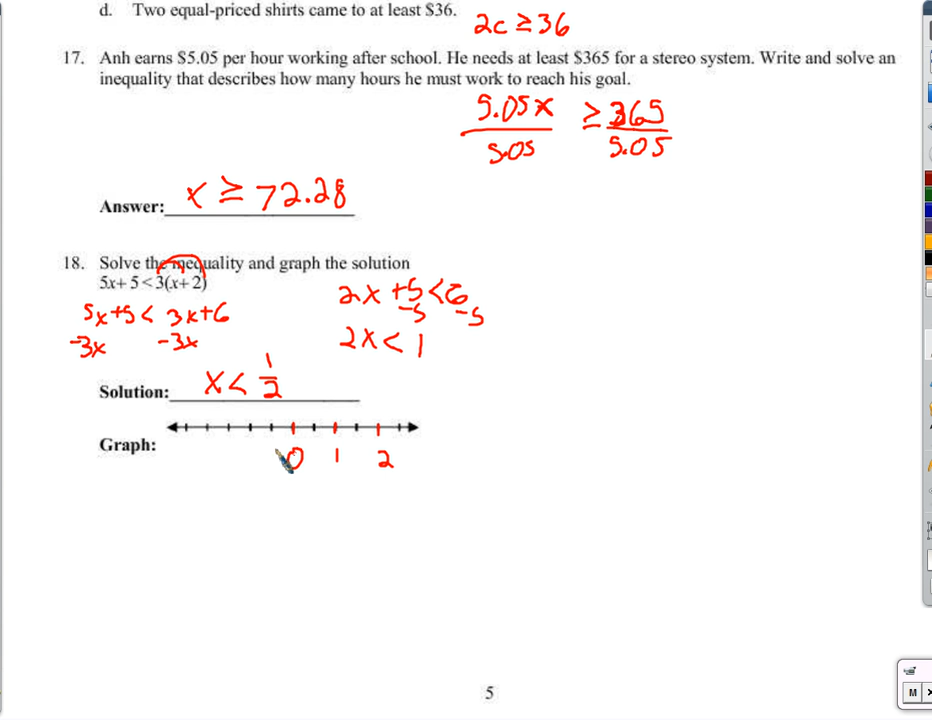 d. Two equal-priced shirts came to at least $36. 2c ≥ 36
17. Anh earns $5.05 per hour working after school. He needs at least $365 for a stereo system. Write and solve an
inequality that describes how many hours he must work to reach his goal.
5.05x ≥ 365
5.05 5.05
Answer: x ≥ 72.28
18. Solve the inequality and graph the solution
5x + 5 < 3(x + 2)
5x+5 < 3x+6
-3x -3x
2x +5 < 6
-5 -5
2x < 1
Solution: x < 1/2
Graph:
0 1 2
5
M